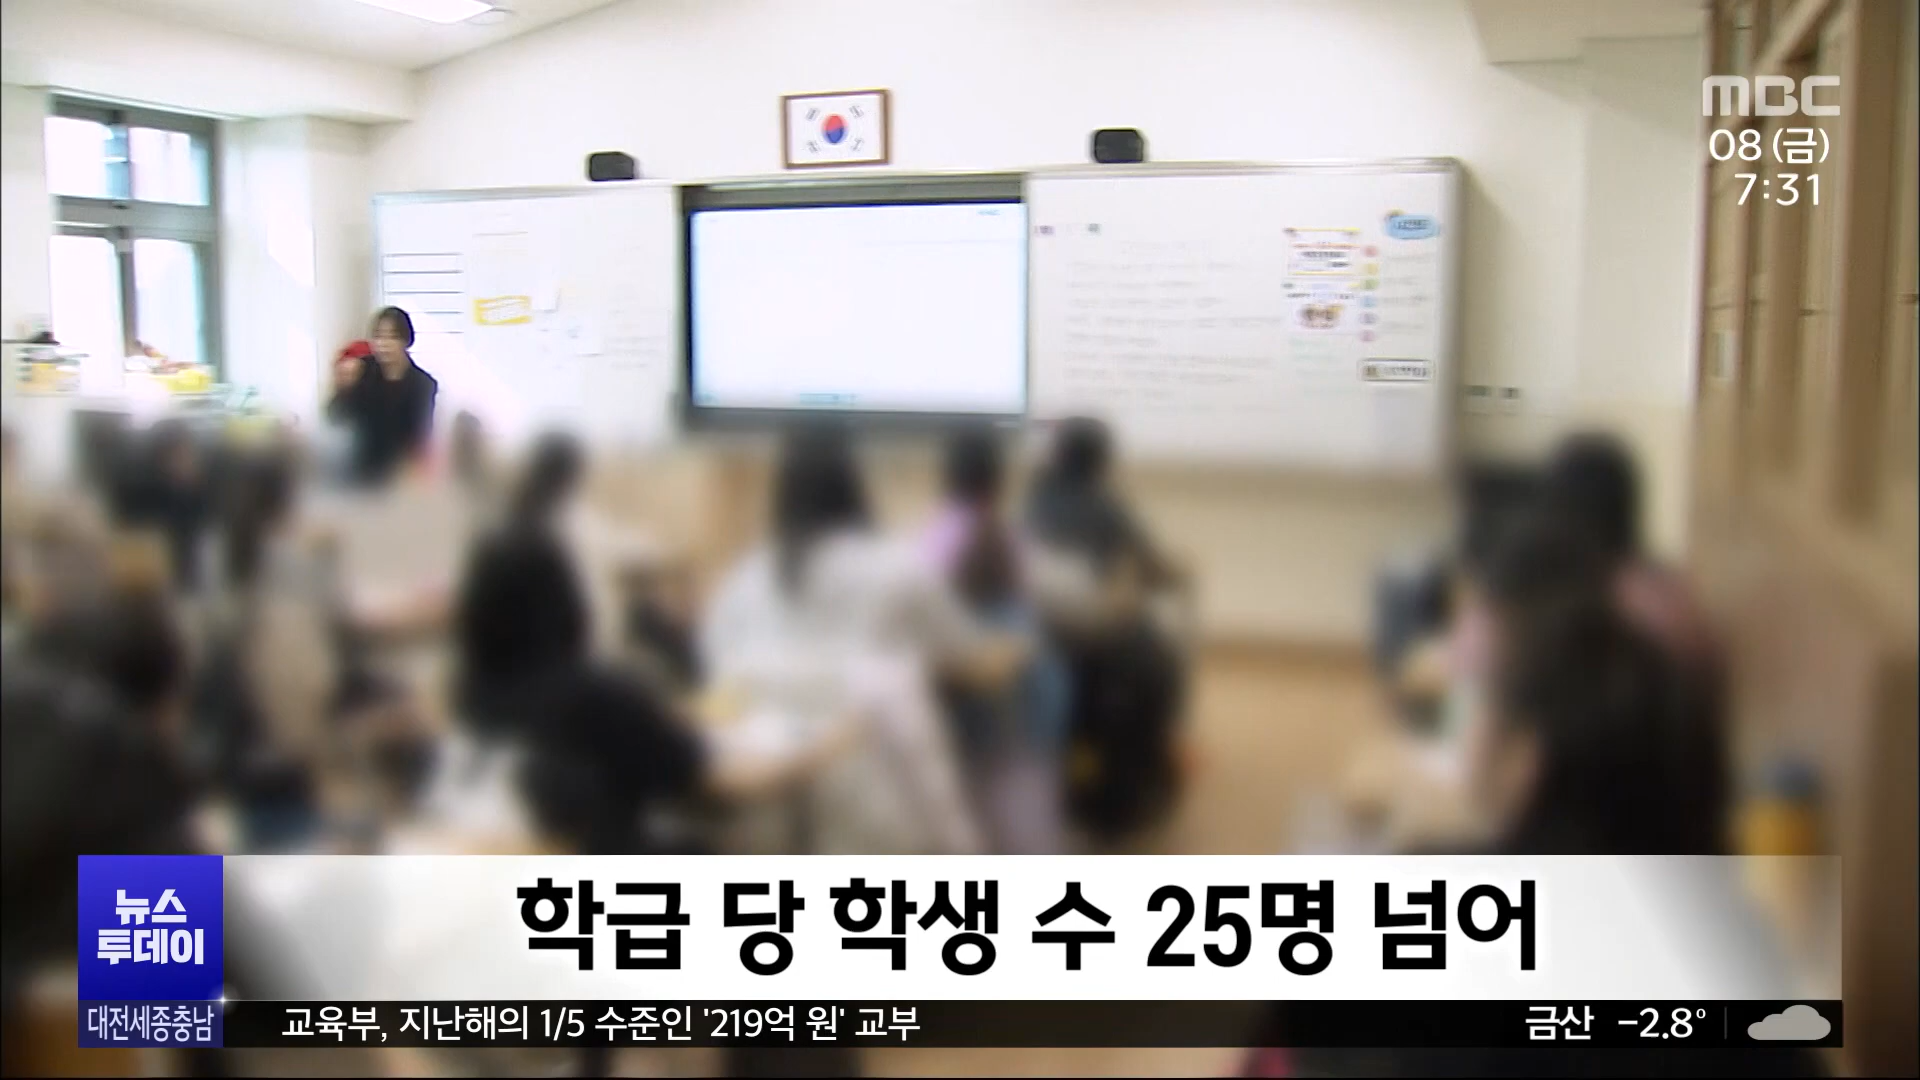 MBC
08 (금)
7:31
뉴스
투데이
학급 당 학생 수 25명 넘어
대전세종충남
교육부, 지난해의 1/5 수준인 '219억 원' 교부
금산 -2.8°